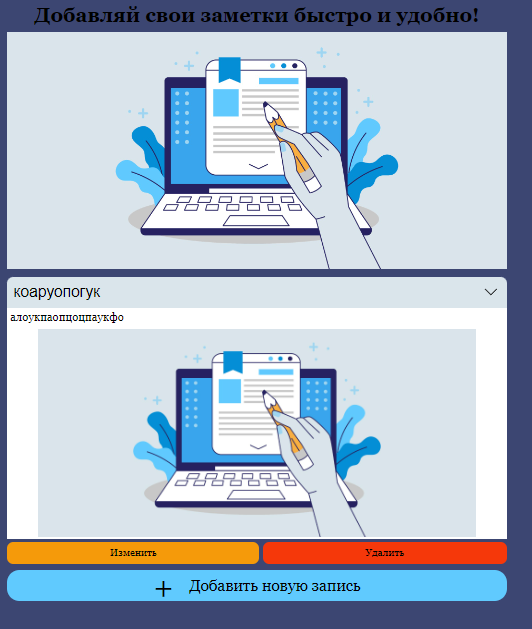 Добавляй свои заметки быстро и удобно!
коаруопогук
алоукпаопцоцпаукфо
Изменить
Удалить
+ Добавить новую запись